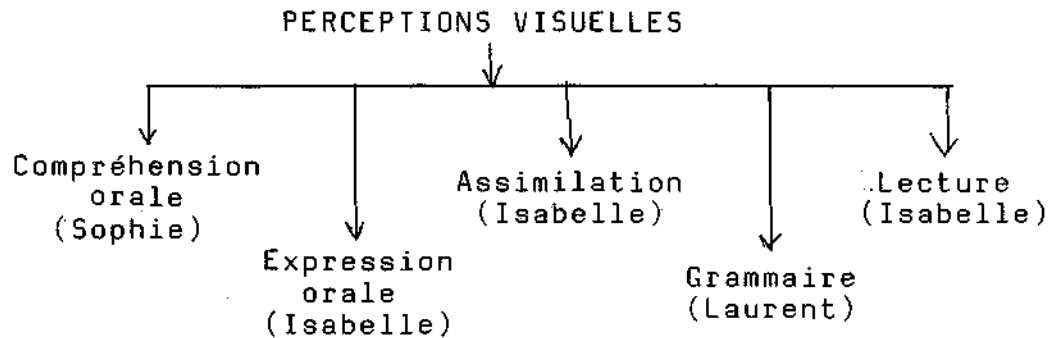 PERCEPTIONS VISUELLES
Compréhension
orale
(Sophie)
Expression
orale
(Isabelle)
Assimilation
(Isabelle)
Grammaire
(Laurent)
Lecture
(Isabelle)